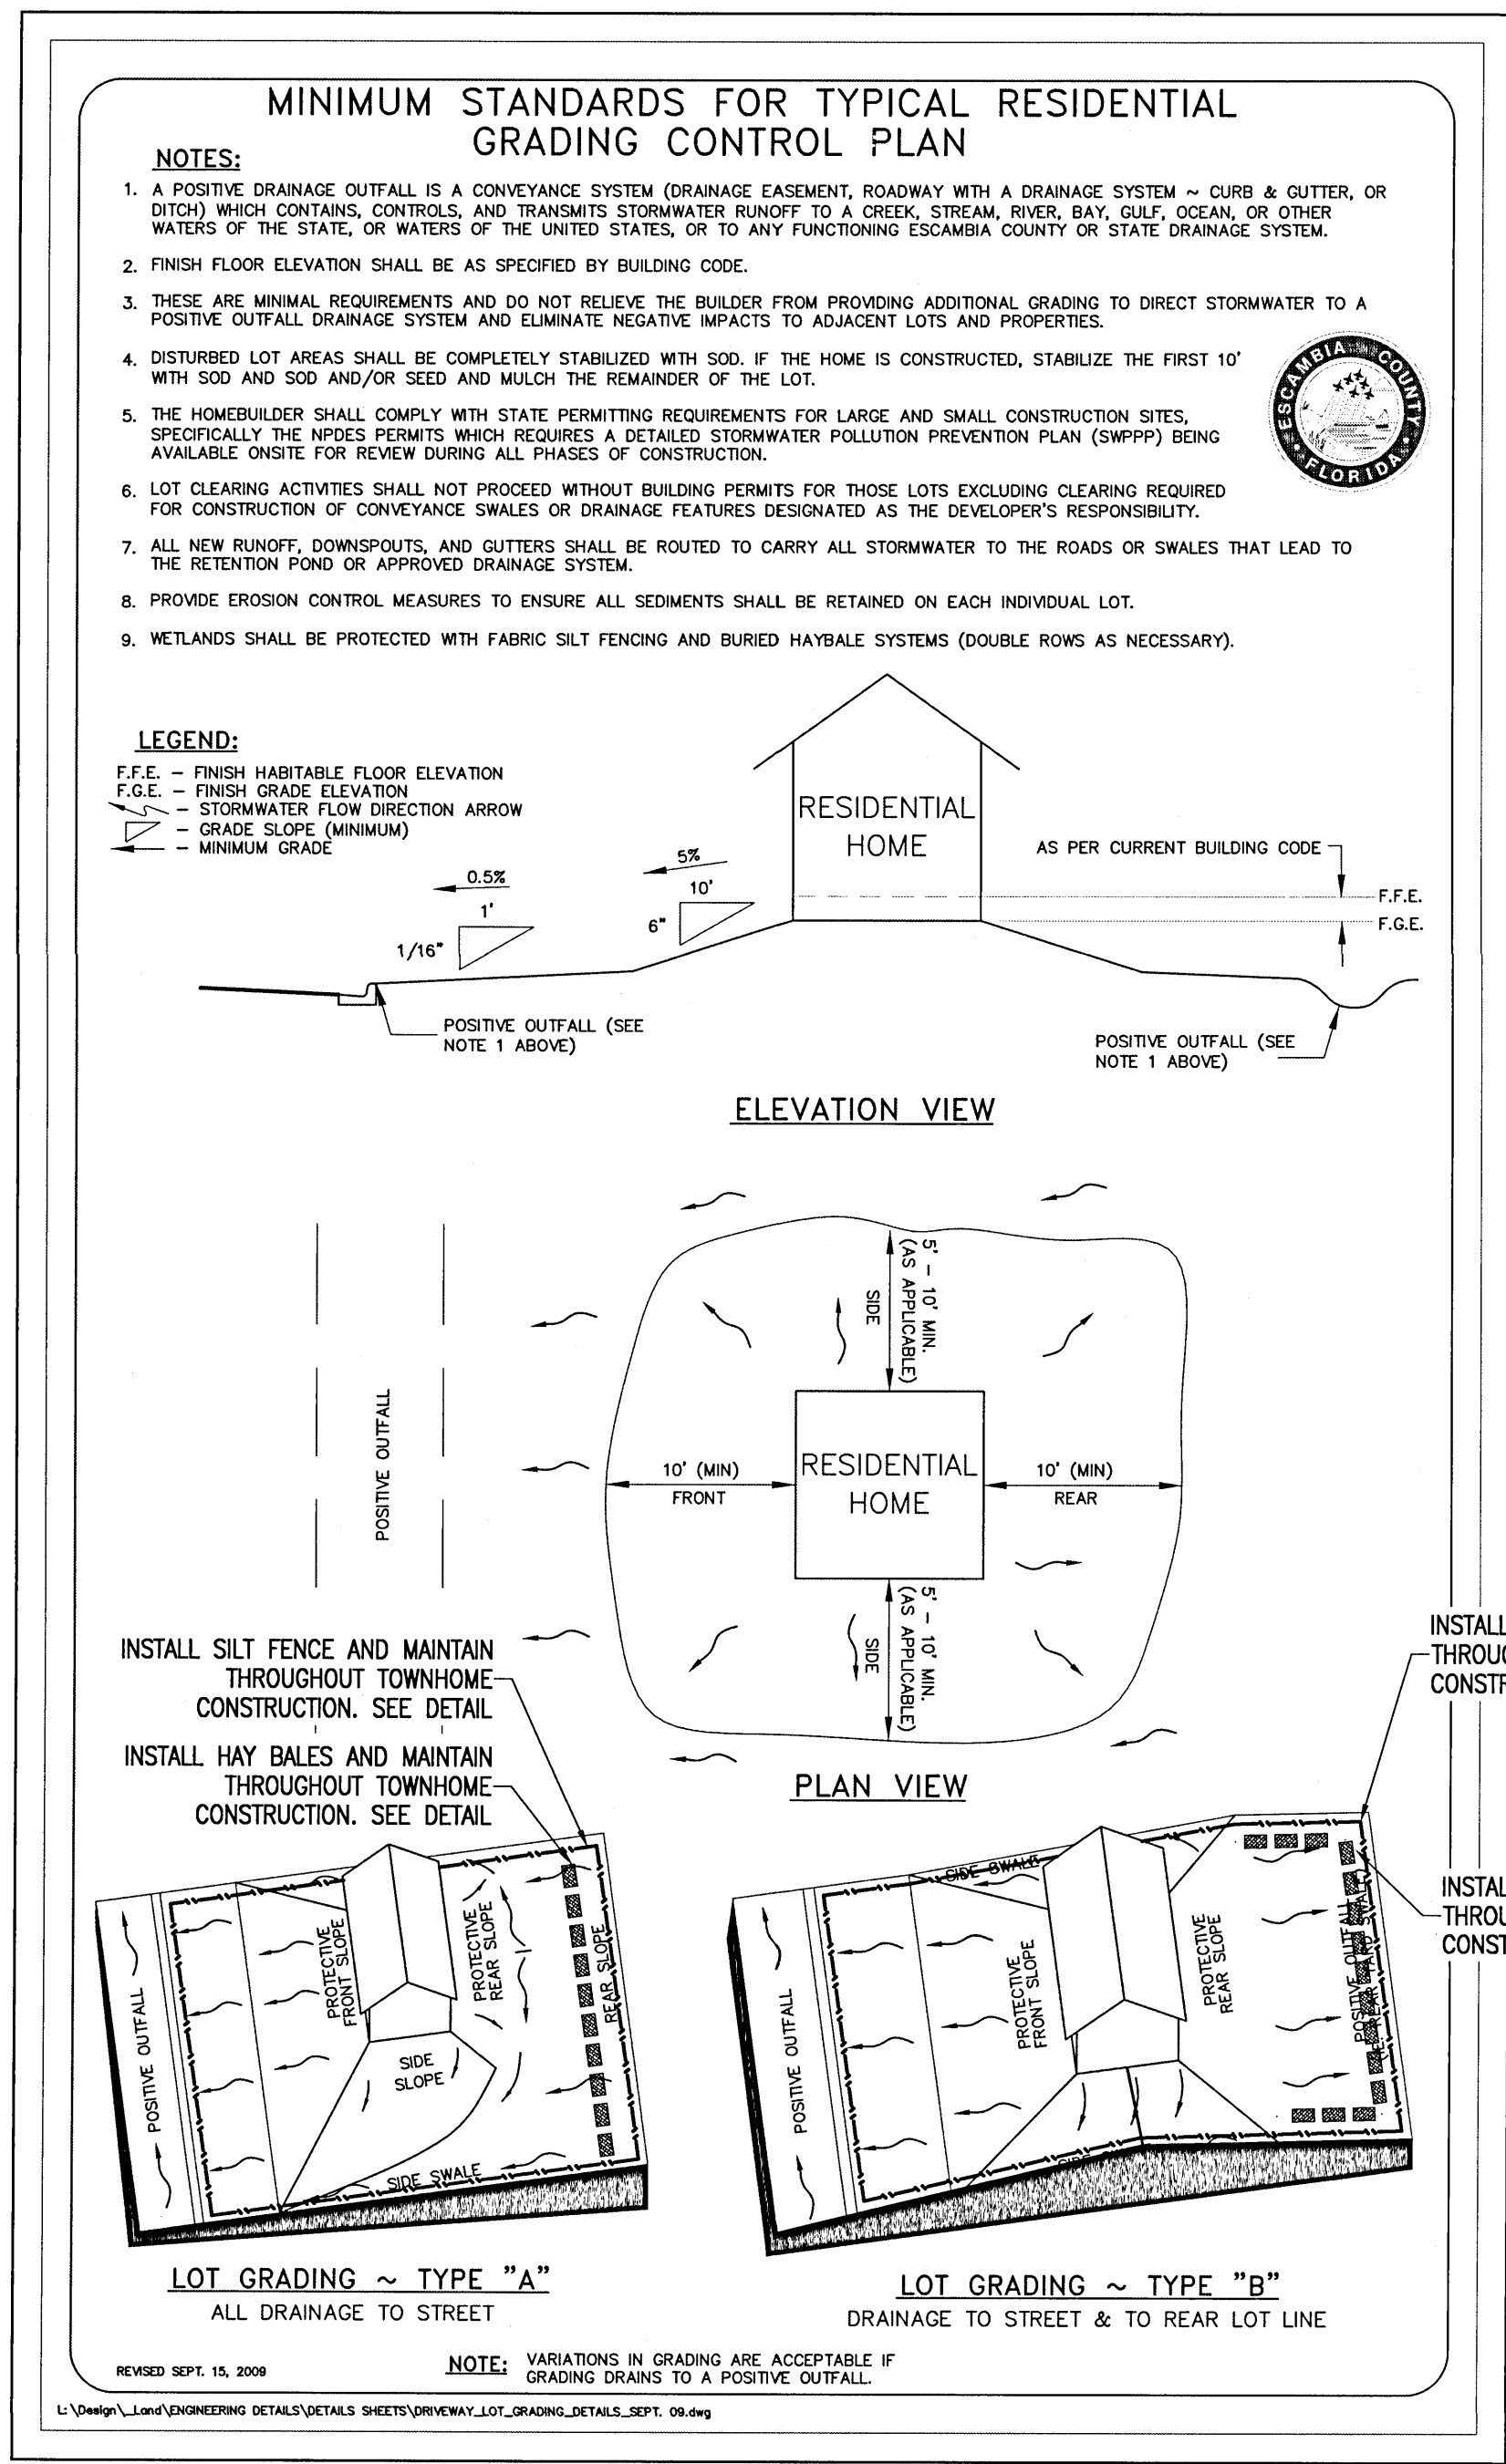 MINIMUM STANDARDS FOR TYPICAL RESIDENTIAL
GRADING CONTROL PLAN
NOTES:
1. A POSITIVE DRAINAGE OUTFALL IS A CONVEYANCE SYSTEM (DRAINAGE EASEMENT, ROADWAY WITH A DRAINAGE SYSTEM ~ CURB & GUTTER, OR
DITCH) WHICH CONTAINS, CONTROLS, AND TRANSMITS STORMWATER RUNOFF TO A CREEK, STREAM, RIVER, BAY, GULF, OCEAN, OR OTHER
WATERS OF THE STATE, OR WATERS OF THE UNITED STATES, OR TO ANY FUNCTIONING ESCAMBIA COUNTY OR STATE DRAINAGE SYSTEM.
2. FINISH FLOOR ELEVATION SHALL BE AS SPECIFIED BY BUILDING CODE.
3. THESE ARE MINIMAL REQUIREMENTS AND DO NOT RELIEVE THE BUILDER FROM PROVIDING ADDITIONAL GRADING TO DIRECT STORMWATER TO A
POSITIVE OUTFALL DRAINAGE SYSTEM AND ELIMINATE NEGATIVE IMPACTS TO ADJACENT LOTS AND PROPERTIES.
4. DISTURBED LOT AREAS SHALL BE COMPLETELY STABILIZED WITH SOD. IF THE HOME IS CONSTRUCTED, STABILIZE THE FIRST 10'
WITH SOD AND SOD AND/OR SEED AND MULCH THE REMAINDER OF THE LOT.
5. THE HOMEBUILDER SHALL COMPLY WITH STATE PERMITTING REQUIREMENTS FOR LARGE AND SMALL CONSTRUCTION SITES,
SPECIFICALLY THE NPDES PERMITS WHICH REQUIRES A DETAILED STORMWATER POLLUTION PREVENTION PLAN (SWPPP) BEING
AVAILABLE ONSITE FOR REVIEW DURING ALL PHASES OF CONSTRUCTION.
ESCAMBIA COUNTY
FLORIDA
6. LOT CLEARING ACTIVITIES SHALL NOT PROCEED WITHOUT BUILDING PERMITS FOR THOSE LOTS EXCLUDING CLEARING REQUIRED
FOR CONSTRUCTION OF CONVEYANCE SWALES OR DRAINAGE FEATURES DESIGNATED AS THE DEVELOPER'S RESPONSIBILITY.
7. ALL NEW RUNOFF, DOWNSPOUTS, AND GUTTERS SHALL BE ROUTED TO CARRY ALL STORMWATER TO THE ROADS OR SWALES THAT LEAD TO
THE RETENTION POND OR APPROVED DRAINAGE SYSTEM.
8. PROVIDE EROSION CONTROL MEASURES TO ENSURE ALL SEDIMENTS SHALL BE RETAINED ON EACH INDIVIDUAL LOT.
9. WETLANDS SHALL BE PROTECTED WITH FABRIC SILT FENCING AND BURIED HAYBALE SYSTEMS (DOUBLE ROWS AS NECESSARY).
LEGEND:
F.F.E. – FINISH HABITABLE FLOOR ELEVATION
F.G.E. – FINISH GRADE ELEVATION
– STORMWATER FLOW DIRECTION ARROW
– GRADE SLOPE (MINIMUM)
– MINIMUM GRADE
RESIDENTIAL
HOME
AS PER CURRENT BUILDING CODE
5%
10'
6"
0.5%
1'
1/16"
F.F.E.
F.G.E.
POSITIVE OUTFALL (SEE
NOTE 1 ABOVE)
POSITIVE OUTFALL (SEE
NOTE 1 ABOVE)
ELEVATION VIEW
5' – 10' MIN.
(AS APPLICABLE)
SIDE
POSITIVE OUTFALL
10' (MIN)
FRONT
RESIDENTIAL
HOME
10' (MIN)
REAR
5' – 10' MIN.
(AS APPLICABLE)
SIDE
INSTALL SILT FENCE AND MAINTAIN
THROUGHOUT TOWNHOME
CONSTRUCTION. SEE DETAIL
INSTALL HAY BALES AND MAINTAIN
THROUGHOUT TOWNHOME
CONSTRUCTION. SEE DETAIL
INSTALL
THROUG
CONSTR
PLAN VIEW
INSTAL
THROU
CONST
POSITIVE OUTFALL
PROTECTIVE
FRONT SLOPE
PROTECTIVE
REAR SLOPE
REAR SLOPE
SIDE
SLOPE
SIDE SWALE
SIDE SWALE
POSITIVE OUTFALL
PROTECTIVE
FRONT SLOPE
PROTECTIVE
REAR SLOPE
POSITIVE OUTFALL
(IE. REAR YARD SWALE)
LOT GRADING ~ TYPE "A"
ALL DRAINAGE TO STREET
LOT GRADING ~ TYPE "B"
DRAINAGE TO STREET & TO REAR LOT LINE
REVISED SEPT. 15, 2009
NOTE: VARIATIONS IN GRADING ARE ACCEPTABLE IF
GRADING DRAINS TO A POSITIVE OUTFALL.
L:\Design\_Land\ENGINEERING DETAILS\DETAILS SHEETS\DRIVEWAY_LOT_GRADING_DETAILS_SEPT. 09.dwg